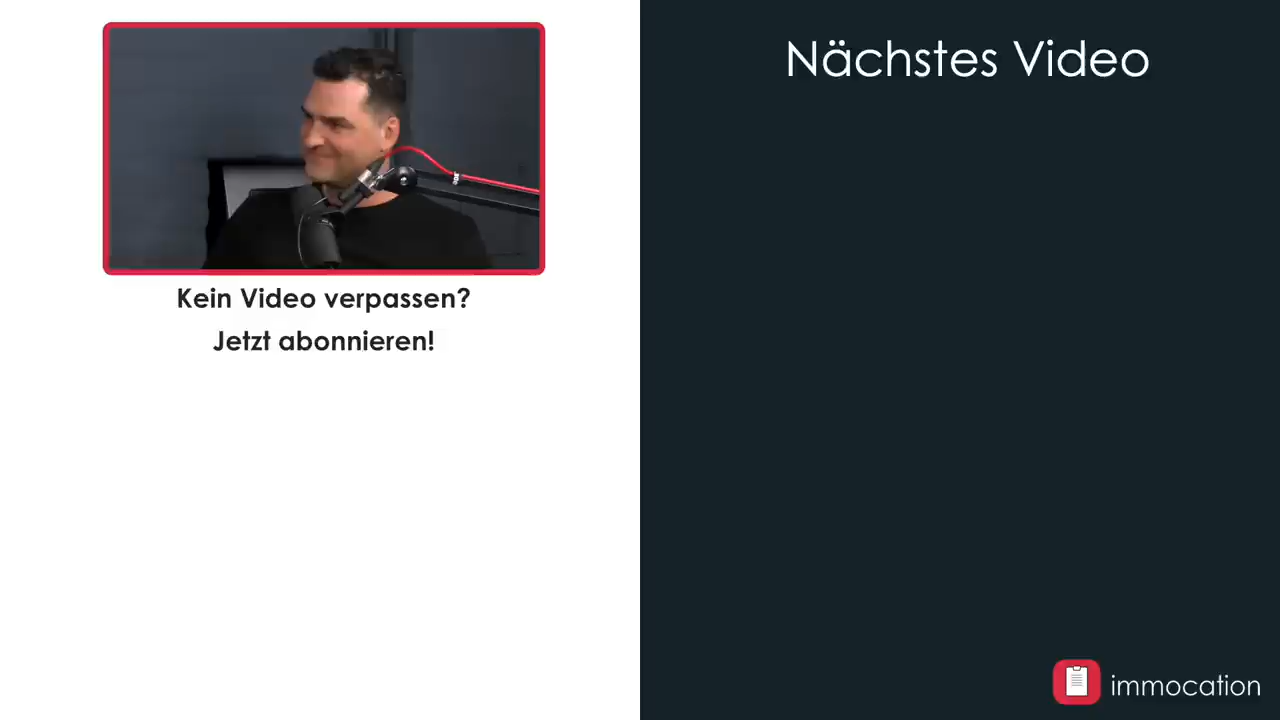 Nächstes Video
Kein Video verpassen?
Jetzt abonnieren!
immocation